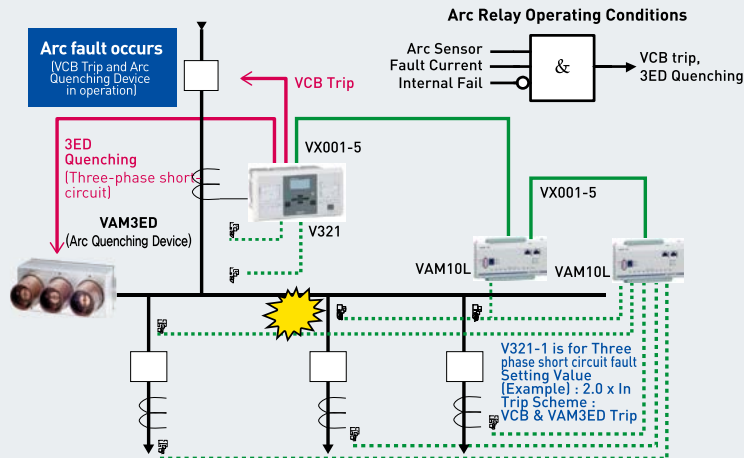 Arc Relay Operating Conditions
Arc Sensor
Fault Current
Internal Fail
&
VCB trip,
3ED Quenching
Arc fault occurs
(VCB Trip and Arc
Quenching Device
in operation)
VCB Trip
3ED
Quenching
(Three-phase short-
circuit)
VX001-5
VX001-5
V321
VAM3ED
(Arc Quenching Device)
VAM10L
VAM10L
V321-1 is for Three
phase short circuit fault
Setting Value
(Example) : 2.0 x In
Trip Scheme :
VCB & VAM3ED Trip